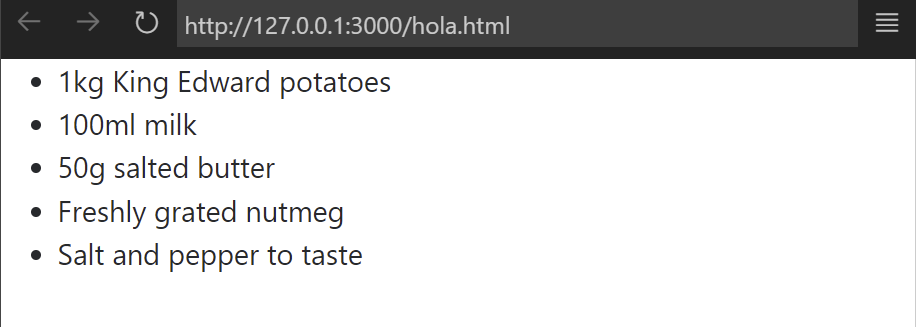 http://127.0.0.1:3000/hola.html
1kg King Edward potatoes
100ml milk
50g salted butter
Freshly grated nutmeg
Salt and pepper to taste